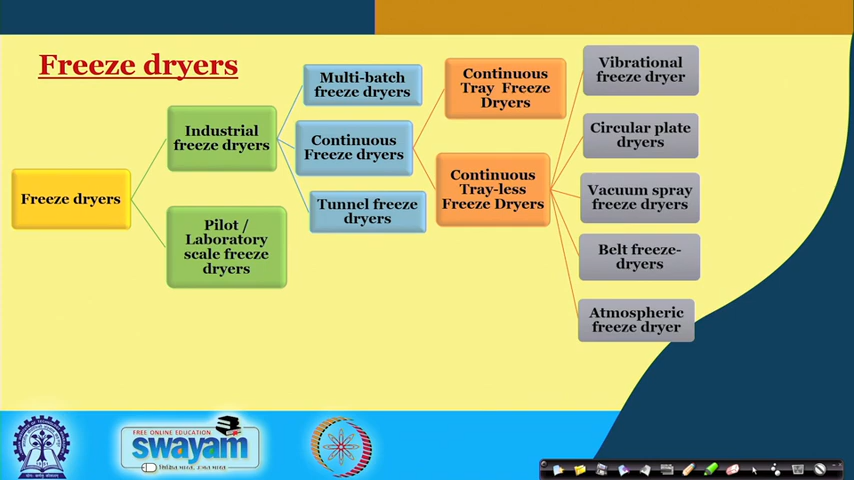 Freeze dryers
Freeze dryers
Industrial
freeze dryers
Pilot /
Laboratory
scale freeze
dryers
Multi-batch
freeze dryers
Continuous
Freeze dryers
Tunnel freeze
dryers
Continuous
Tray Freeze
Dryers
Continuous
Tray-less
Freeze Dryers
Vibrational
freeze dryer
Circular plate
dryers
Vacuum spray
freeze dryers
Belt freeze-
dryers
Atmospheric
freeze dryer
FREE ONLINE EDUCATION
swayam